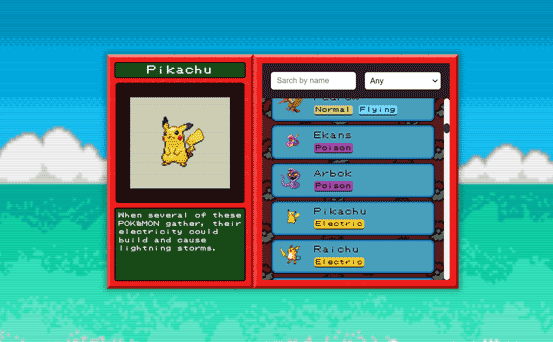 Pikachu
When several of these
POKéMON gather, their
electricity could
build and cause
lightning storms.
Sarch by name
Any
Normal Flying
Ekans
Poison
Arbok
Poison
Pikachu
Electric
Raichu
Electric